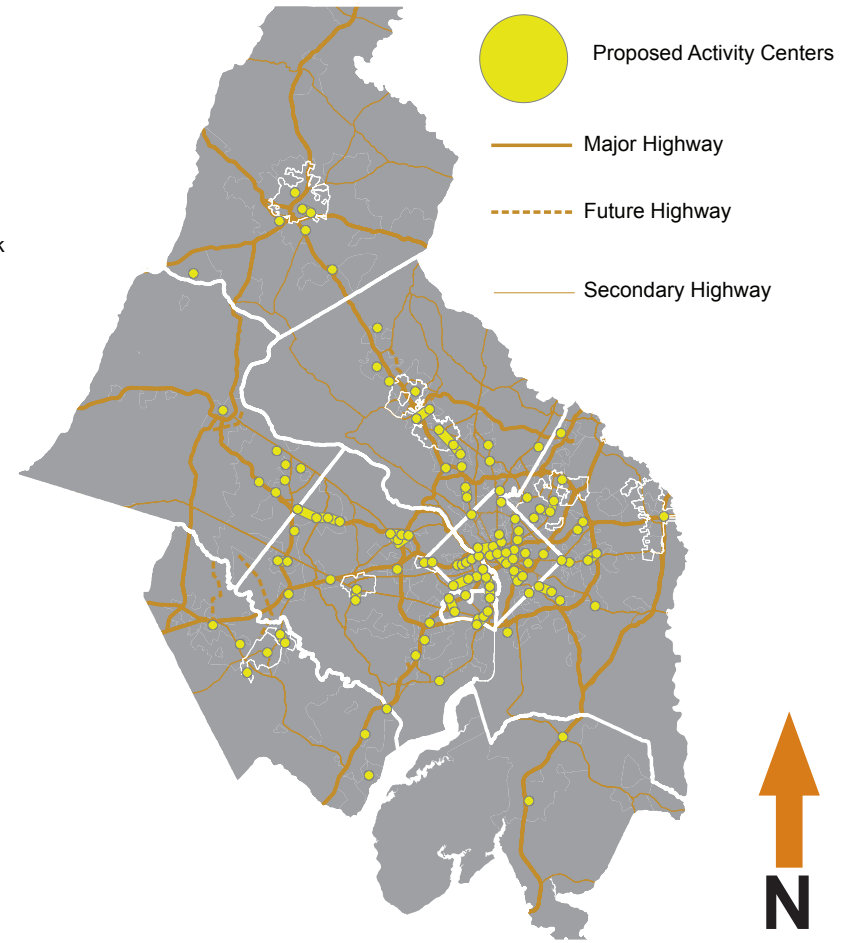 Proposed Activity Centers
Major Highway
Future Highway
k
Secondary Highway
N